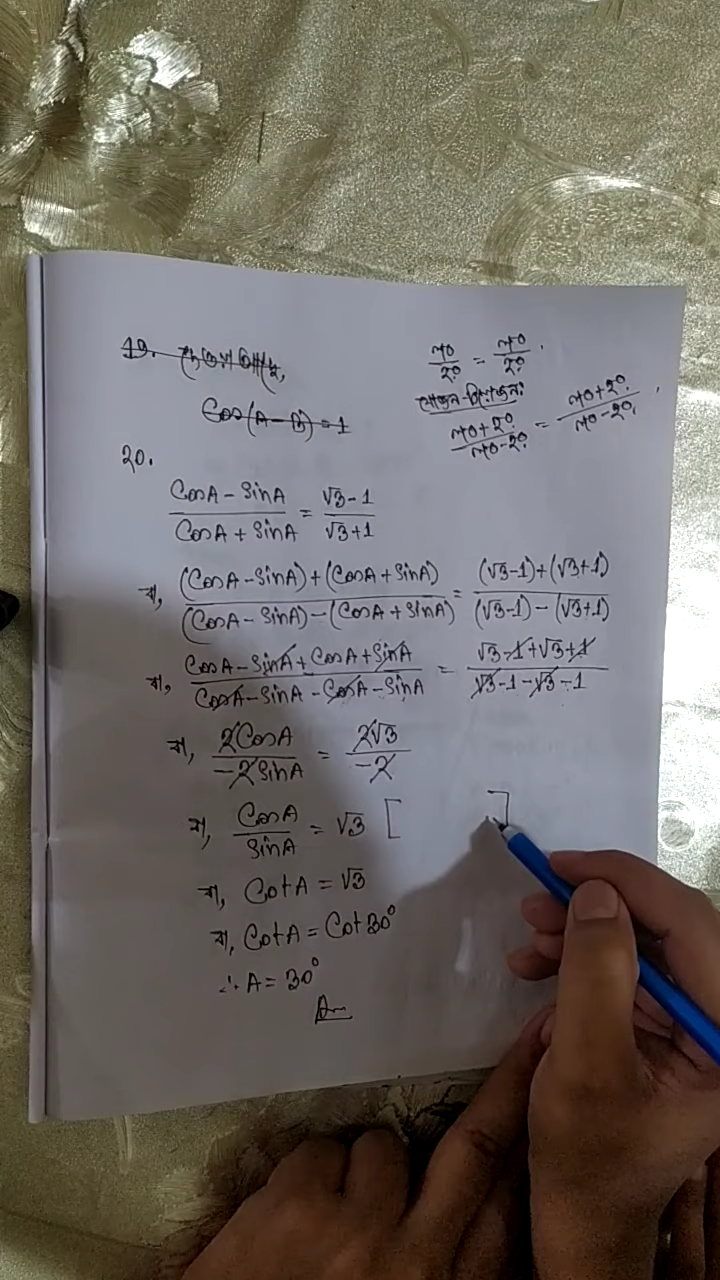 19. দেওয়া আছে,
Cos(A - B) = 1
লব/হর = লব/হর .
যোজন-বিয়োজন:
লব+হর/লব-হর = লব+হর/লব-হর .
20.
CosA - SinA/CosA + SinA = √3 - 1/√3 + 1
বা, (CosA - SinA) + (CosA + SinA)/(CosA - SinA) - (CosA + SinA) = (√3-1) + (√3+1)/(√3-1) - (√3+1)
বা, CosA - SinA + CosA + SinA/CosA - SinA - CosA - SinA = √3 - 1 + √3 + 1/√3 - 1 - √3 - 1
বা, 2CosA/-2SinA = 2√3/-2
বা, CosA/SinA = √3 [ ]
বা, CotA = √3
বা, CotA = Cot30°
∴ A = 30°